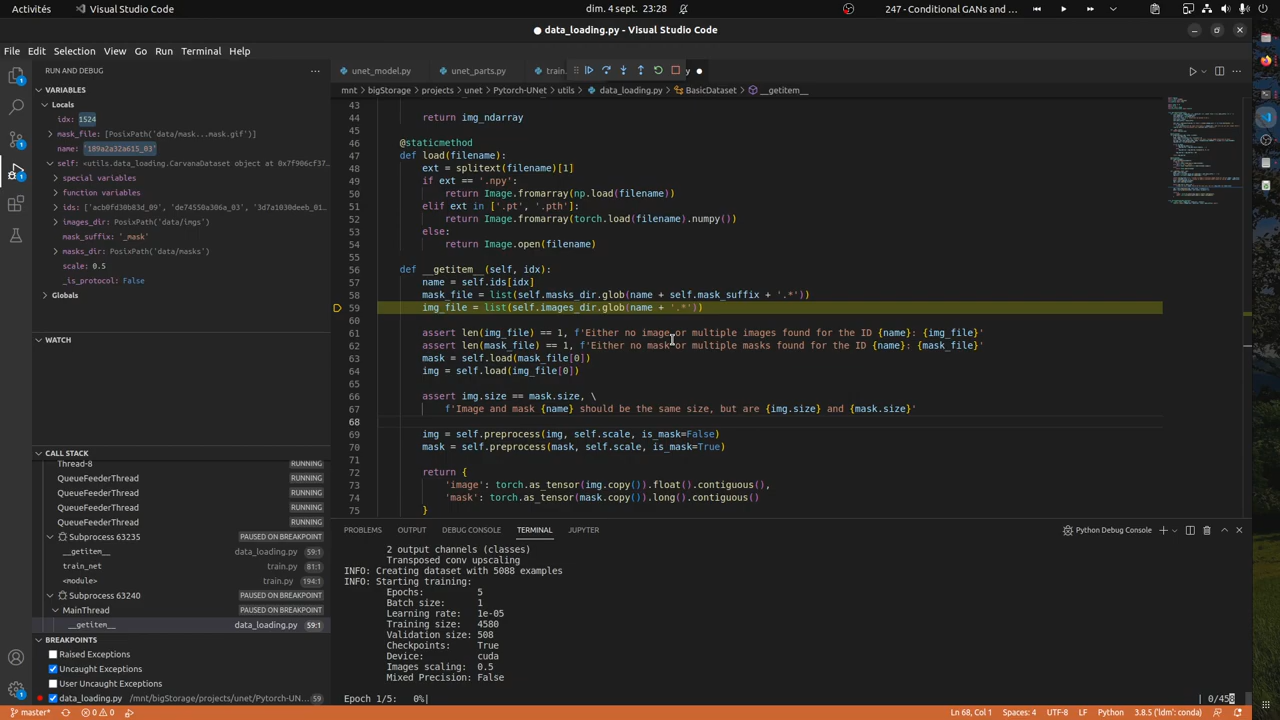 Activités
Visual Studio Code
dim. 4 sept. 23:28
247 - Conditional GANs and ...
data_loading.py - Visual Studio Code
File Edit Selection View Go Run Terminal Help
RUN AND DEBUG
unet_model.py
unet_parts.py
train.
y
mnt > bigStorage > projects > unet > Pytorch-UNet > utils > data_loading.py > BasicDataset > __getitem__
VARIABLES
Locals
idx: 1524
mask_file: [PosixPath('data/mask...mask.gif')]
name: '189a2a32a615_03'
self: <utils.data_loading.CarvanaDataset object at 0x7f906cf37...
special variables
function variables
ids: ['acb0fd30b83d_09', 'de74550a306a_03', '3d7a1030deeb_01...
images_dir: PosixPath('data/imgs')
mask_suffix: '_mask'
masks_dir: PosixPath('data/masks')
scale: 0.5
_is_protocol: False
Globals
WATCH
CALL STACK
Thread-8 RUNNING
QueueFeederThread RUNNING
QueueFeederThread RUNNING
QueueFeederThread RUNNING
QueueFeederThread RUNNING
Subprocess 63235 PAUSED ON BREAKPOINT
__getitem__ data_loading.py 59:1
train_net train.py 81:1
<module> train.py 194:1
Subprocess 63240 PAUSED ON BREAKPOINT
MainThread PAUSED ON BREAKPOINT
__getitem__ data_loading.py 59:1
BREAKPOINTS
Raised Exceptions
Uncaught Exceptions
User Uncaught Exceptions
data_loading.py /mnt/bigStorage/projects/unet/Pytorch-UN... 59
43
44 return img_ndarray
45
46 @staticmethod
47 def load(filename):
48 ext = splitext(filename)[1]
49 if ext == '.npy':
50 return Image.fromarray(np.load(filename))
51 elif ext in ['.pt', '.pth']:
52 return Image.fromarray(torch.load(filename).numpy())
53 else:
54 return Image.open(filename)
55
56 def __getitem__(self, idx):
57 name = self.ids[idx]
58 mask_file = list(self.masks_dir.glob(name + self.mask_suffix + '.*'))
59 img_file = list(self.images_dir.glob(name + '.*'))
60
61 assert len(img_file) == 1, f'Either no image or multiple images found for the ID {name}: {img_file}'
62 assert len(mask_file) == 1, f'Either no mask or multiple masks found for the ID {name}: {mask_file}'
63 mask = self.load(mask_file[0])
64 img = self.load(img_file[0])
65
66 assert img.size == mask.size, \
67 f'Image and mask {name} should be the same size, but are {img.size} and {mask.size}'
68
69 img = self.preprocess(img, self.scale, is_mask=False)
70 mask = self.preprocess(mask, self.scale, is_mask=True)
71
72 return {
73 'image': torch.as_tensor(img.copy()).float().contiguous(),
74 'mask': torch.as_tensor(mask.copy()).long().contiguous()
75 }
PROBLEMS OUTPUT DEBUG CONSOLE TERMINAL JUPYTER
Python Debug Console
2 output channels (classes)
Transposed conv upscaling
INFO: Creating dataset with 5088 examples
INFO: Starting training:
Epochs: 5
Batch size: 1
Learning rate: 1e-05
Training size: 4580
Validation size: 508
Checkpoints: True
Device: cuda
Images scaling: 0.5
Mixed Precision: False
Epoch 1/5: 0%| | 0/458
master* 0 0 Ln 68, Col 1 Spaces: 4 UTF-8 LF Python 3.8.5 ('ldm': conda)